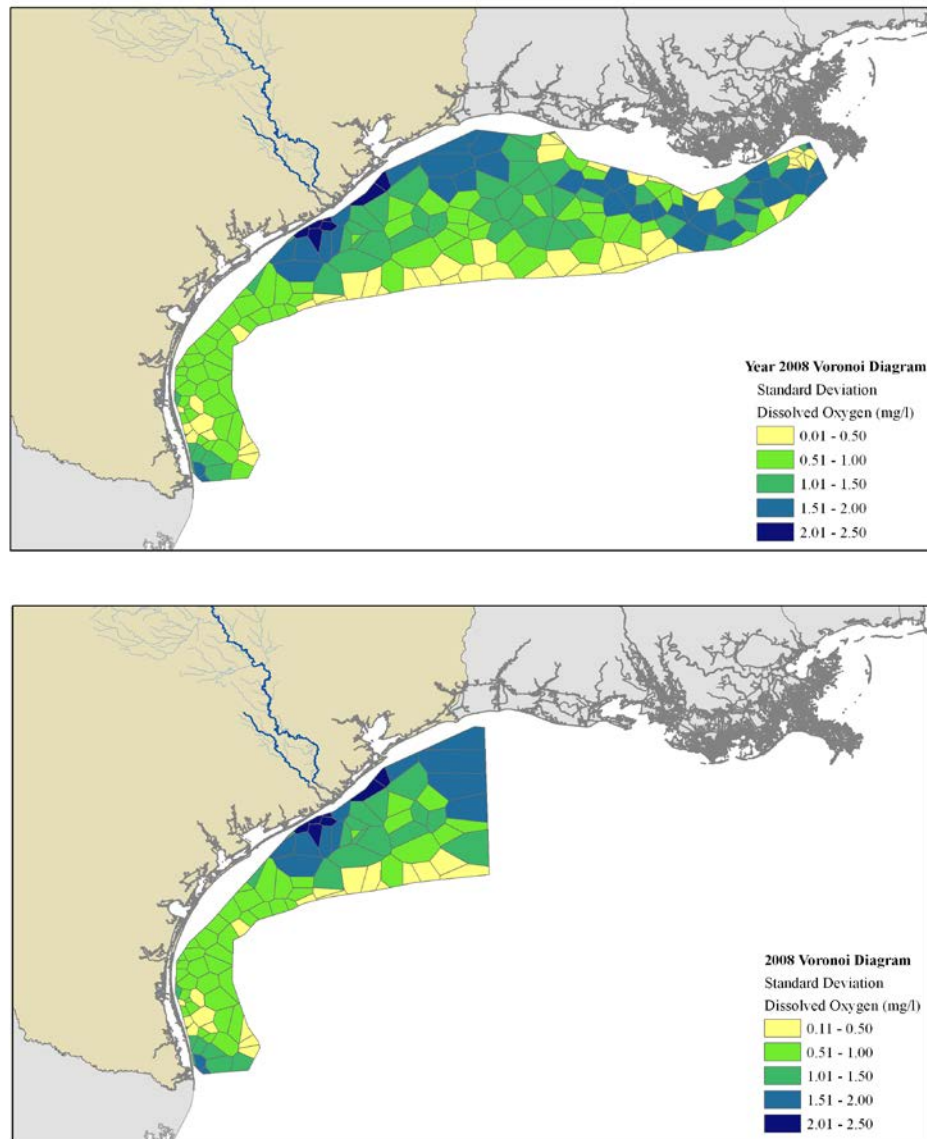 Year 2008 Voronoi Diagram
Standard Deviation
Dissolved Oxygen (mg/l)
0.01 - 0.50
0.51 - 1.00
1.01 - 1.50
1.51 - 2.00
2.01 - 2.50
2008 Voronoi Diagram
Standard Deviation
Dissolved Oxygen (mg/l)
0.11 - 0.50
0.51 - 1.00
1.01 - 1.50
1.51 - 2.00
2.01 - 2.50